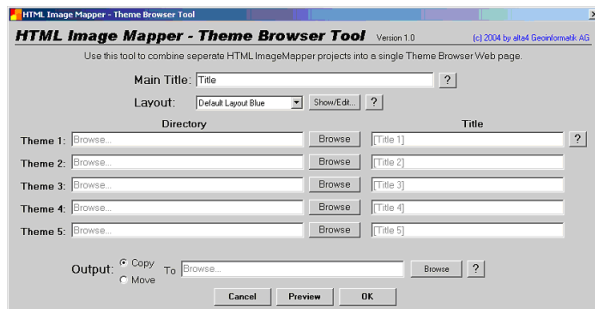 HTML Image Mapper - Theme Browser Tool
HTML Image Mapper - Theme Browser Tool Version 1.0 (c) 2004 by alta4 Geoinformatik AG
Use this tool to combine seperate HTML ImageMapper projects into a single Theme Browser Web page.
Main Title: Title ?
Layout: Default Layout Blue Show/Edit... ?
Directory Title
Theme 1: Browse... Browse [Title 1] ?
Theme 2: Browse... Browse [Title 2]
Theme 3: Browse... Browse [Title 3]
Theme 4: Browse... Browse [Title 4]
Theme 5: Browse... Browse [Title 5]
Output: Copy To Browse... Browse ?
Move
Cancel Preview OK